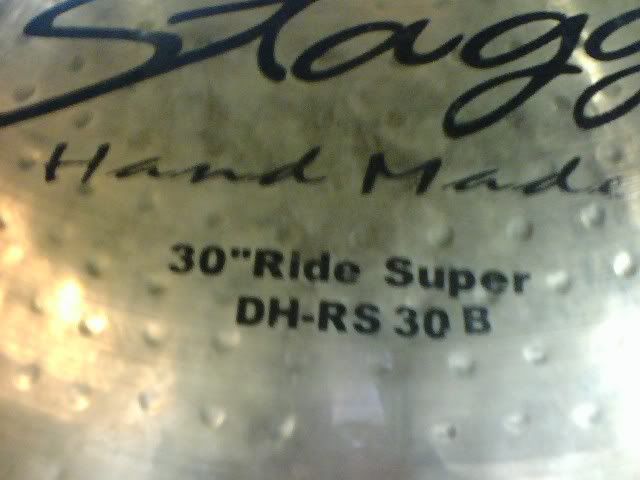 Stagg
Hand Made
30"Ride Super
DH-RS 30 B